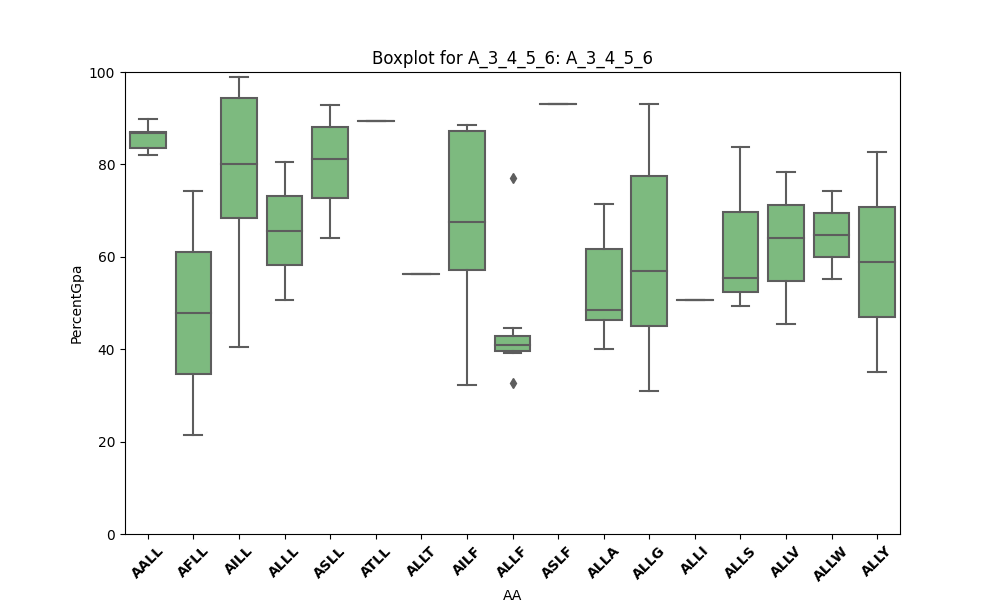 Boxplot for A_3_4_5_6: A_3_4_5_6
PercentGpa
100
80
60
40
20
0
AALL AFLL AILL ALLL ASLL ATLL ALLT AILF ALLF ASLF ALLA ALLG ALLI ALLS ALLV ALLW ALLY
AA